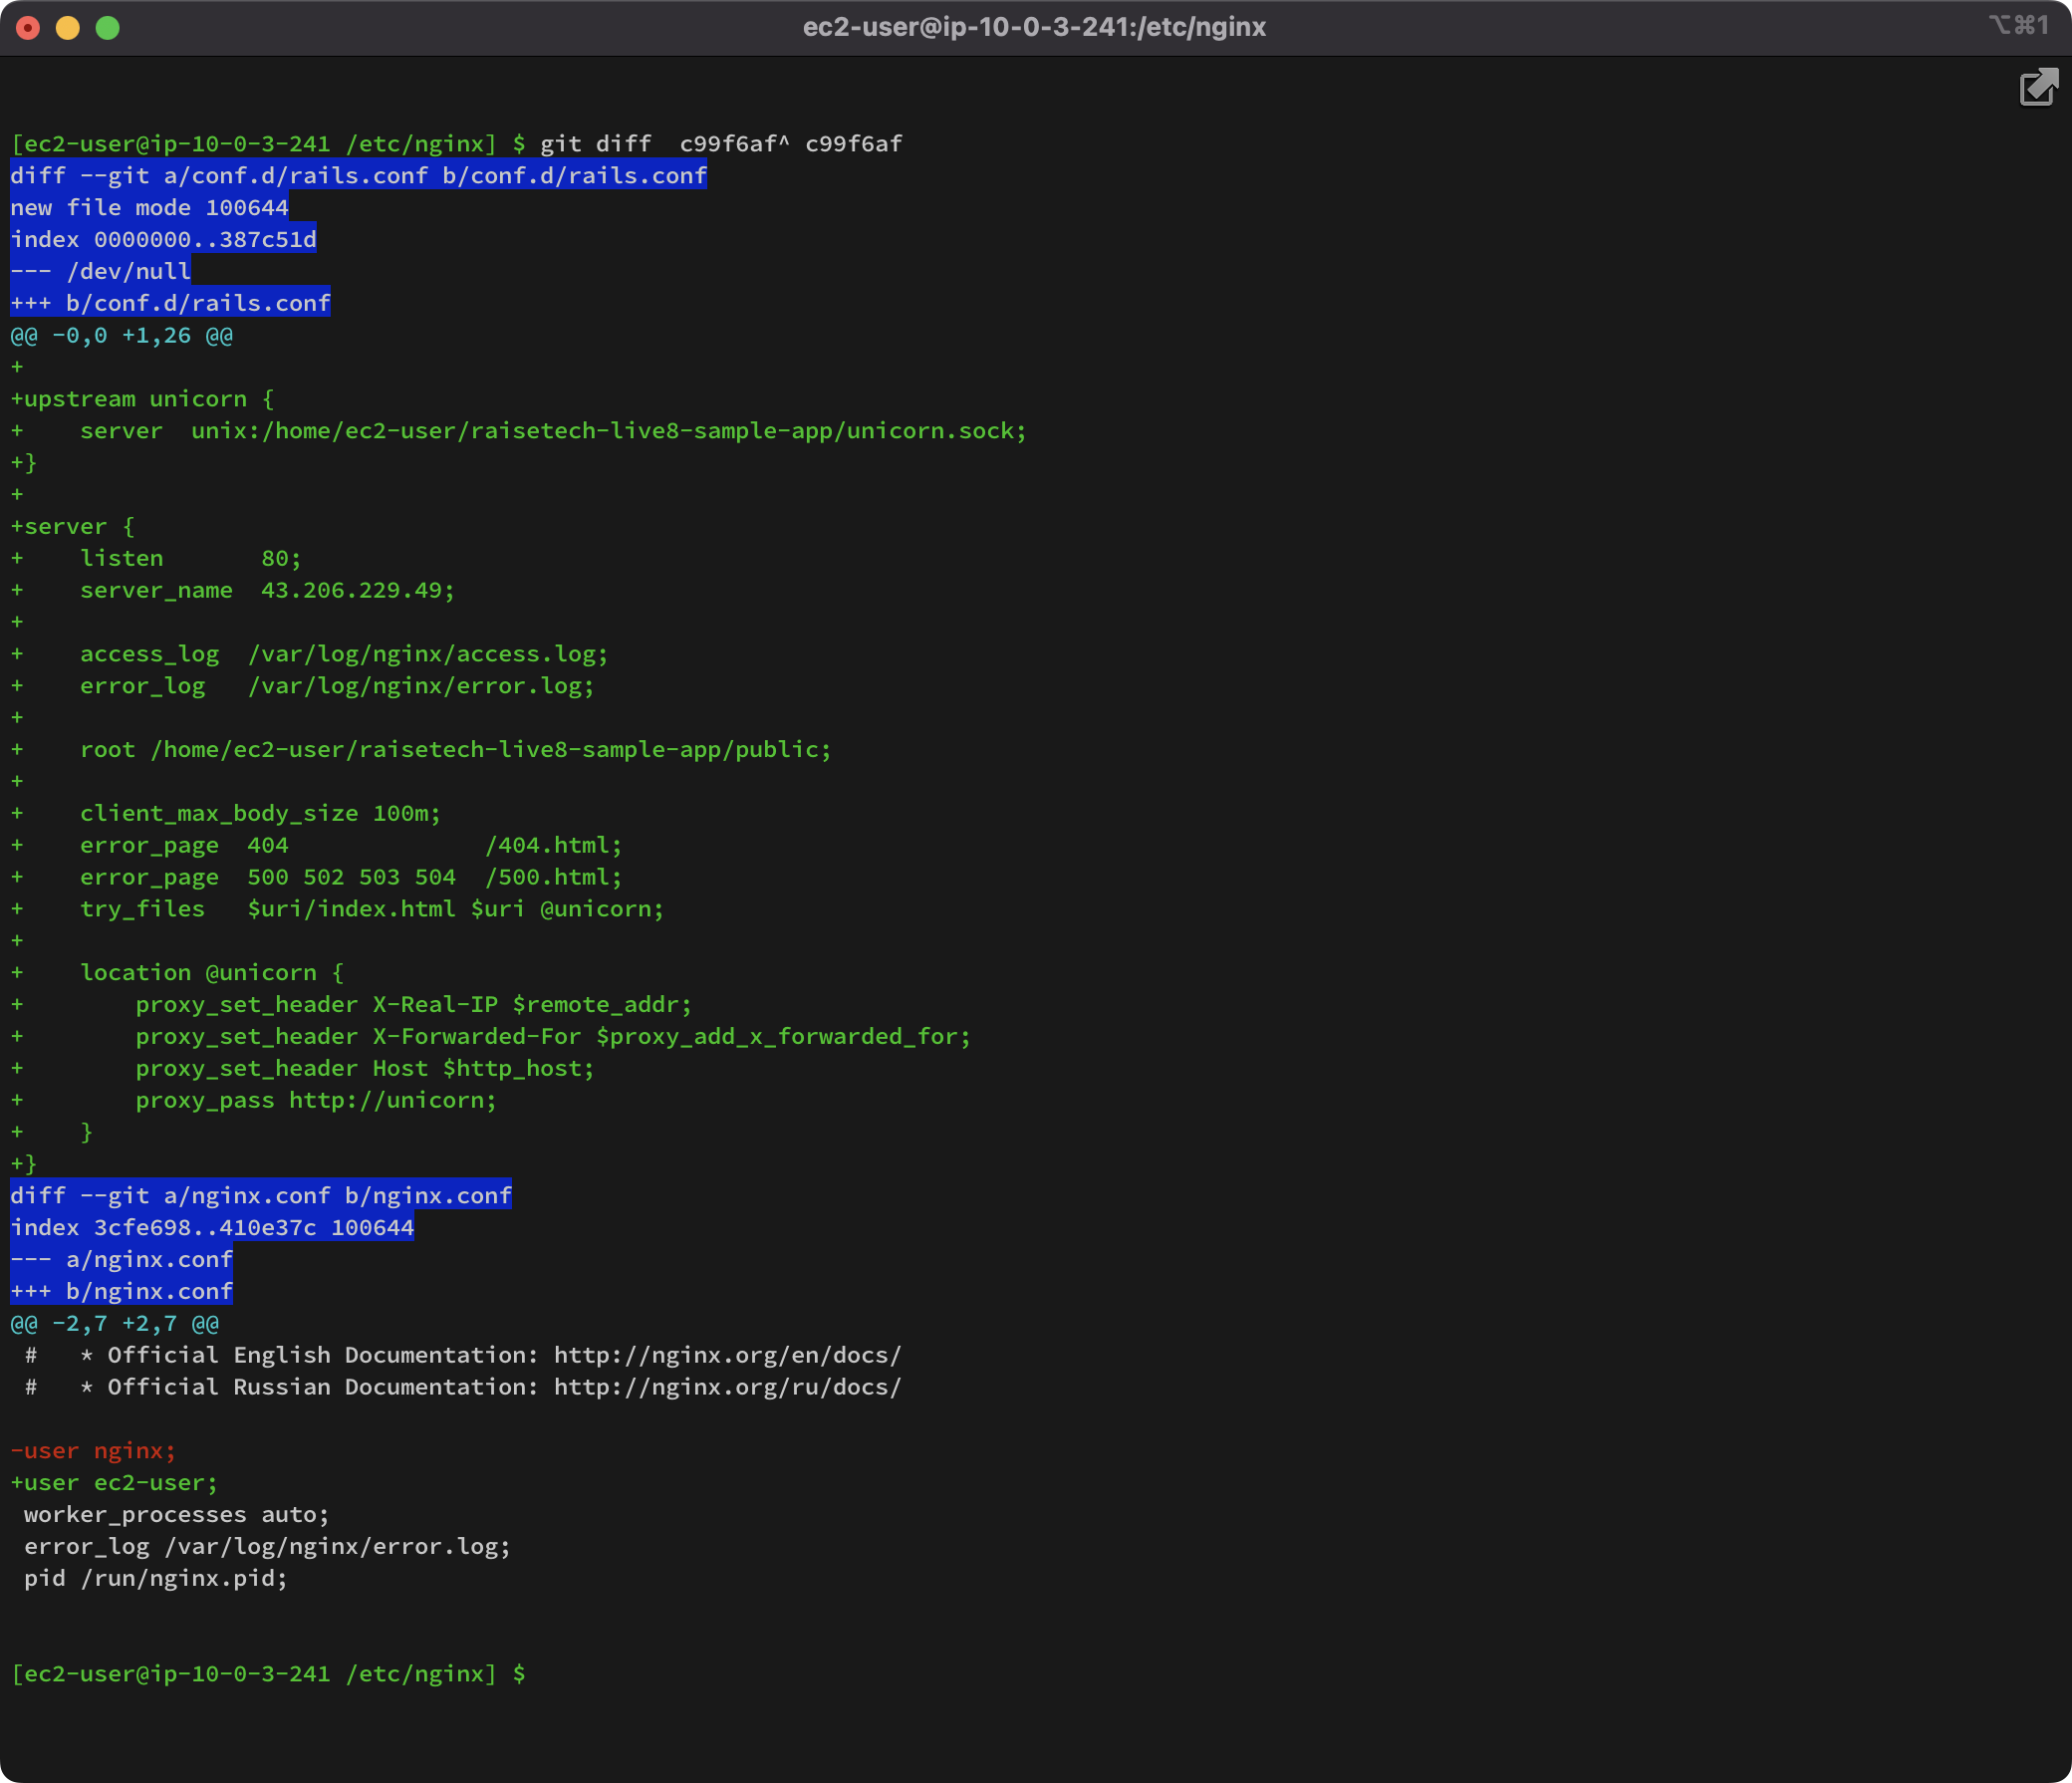 ec2-user@ip-10-0-3-241:/etc/nginx
⌥⌘1
[ec2-user@ip-10-0-3-241 /etc/nginx] $ git diff  c99f6af^ c99f6af
diff --git a/conf.d/rails.conf b/conf.d/rails.conf
new file mode 100644
index 0000000..387c51d
--- /dev/null
+++ b/conf.d/rails.conf
@@ -0,0 +1,26 @@
+
+upstream unicorn {
+    server  unix:/home/ec2-user/raisetech-live8-sample-app/unicorn.sock;
+}
+
+server {
+    listen       80;
+    server_name  43.206.229.49;
+
+    access_log  /var/log/nginx/access.log;
+    error_log   /var/log/nginx/error.log;
+
+    root /home/ec2-user/raisetech-live8-sample-app/public;
+
+    client_max_body_size 100m;
+    error_page  404              /404.html;
+    error_page  500 502 503 504  /500.html;
+    try_files   $uri/index.html $uri @unicorn;
+
+    location @unicorn {
+        proxy_set_header X-Real-IP $remote_addr;
+        proxy_set_header X-Forwarded-For $proxy_add_x_forwarded_for;
+        proxy_set_header Host $http_host;
+        proxy_pass http://unicorn;
+    }
+}
diff --git a/nginx.conf b/nginx.conf
index 3cfe698..410e37c 100644
--- a/nginx.conf
+++ b/nginx.conf
@@ -2,7 +2,7 @@
 #   * Official English Documentation: http://nginx.org/en/docs/
 #   * Official Russian Documentation: http://nginx.org/ru/docs/
-user nginx;
+user ec2-user;
 worker_processes auto;
 error_log /var/log/nginx/error.log;
 pid /run/nginx.pid;
[ec2-user@ip-10-0-3-241 /etc/nginx] $